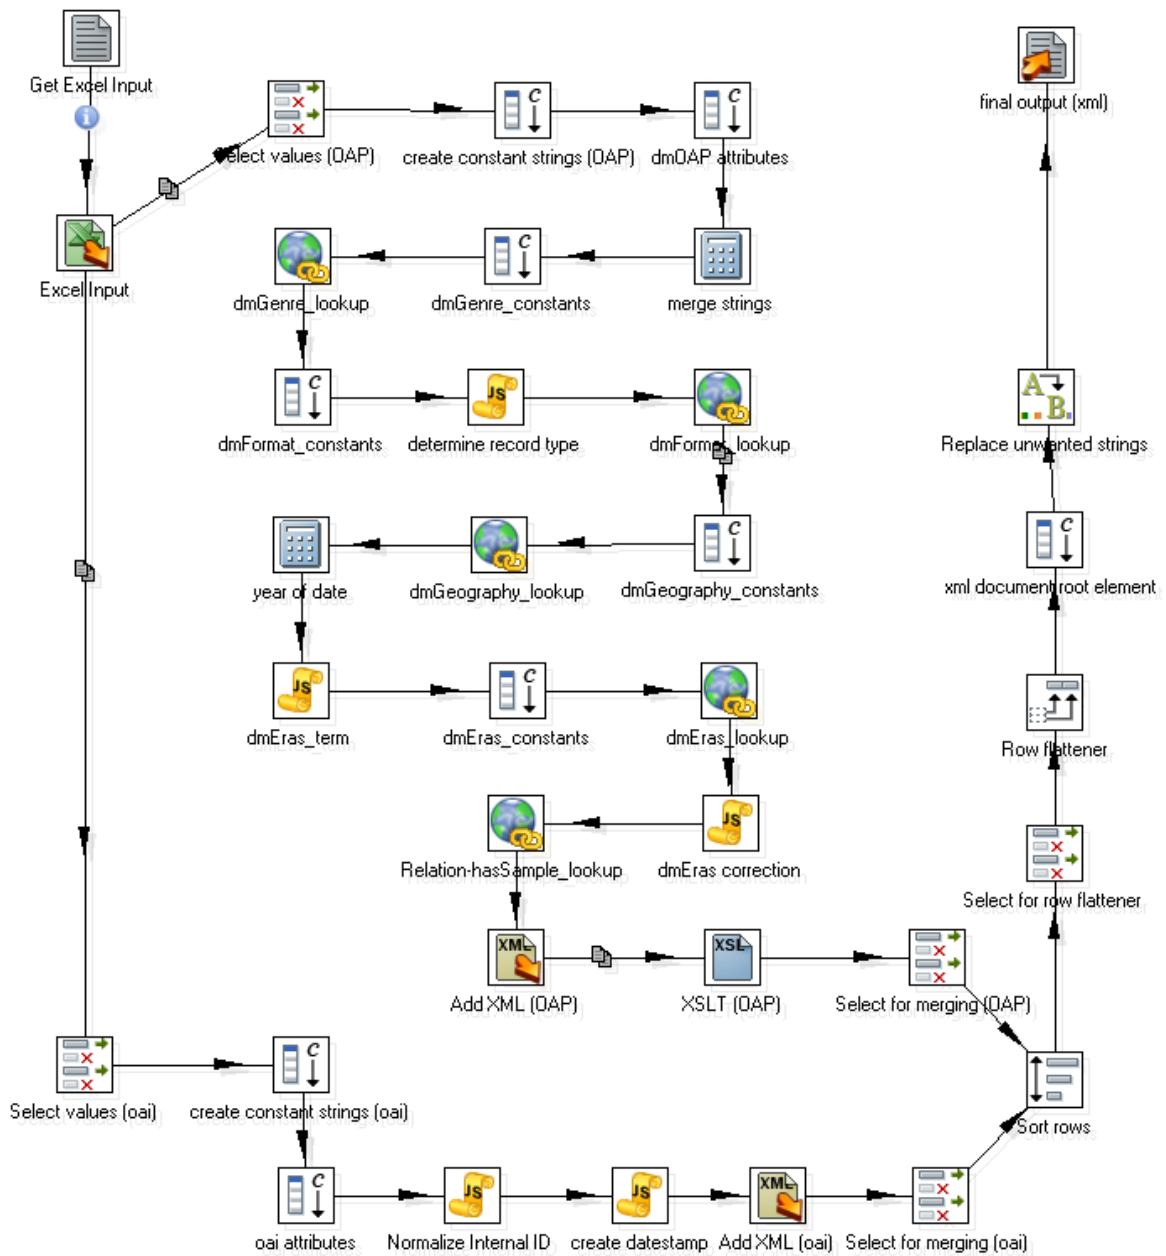 Get Excel Input
final output (xml)
Select values (OAP)
create constant strings (OAP)
dmOAP attributes
Excel Input
dmGenre_lookup
dmGenre_constants
merge strings
dmFormat_constants
determine record type
dmFormat_lookup
Replace unwanted strings
year of date
dmGeography_lookup
dmGeography_constants
xml document root element
dmEras_term
dmEras_constants
dmEras_lookup
Row flattener
Relation-hasSample_lookup
dmEras correction
Select for row flattener
Add XML (OAP)
XSLT (OAP)
Select for merging (OAP)
Select values (oai)
create constant strings (oai)
Sort rows
oai attributes
Normalize Internal ID
create datestamp
Add XML (oai)
Select for merging (oai)